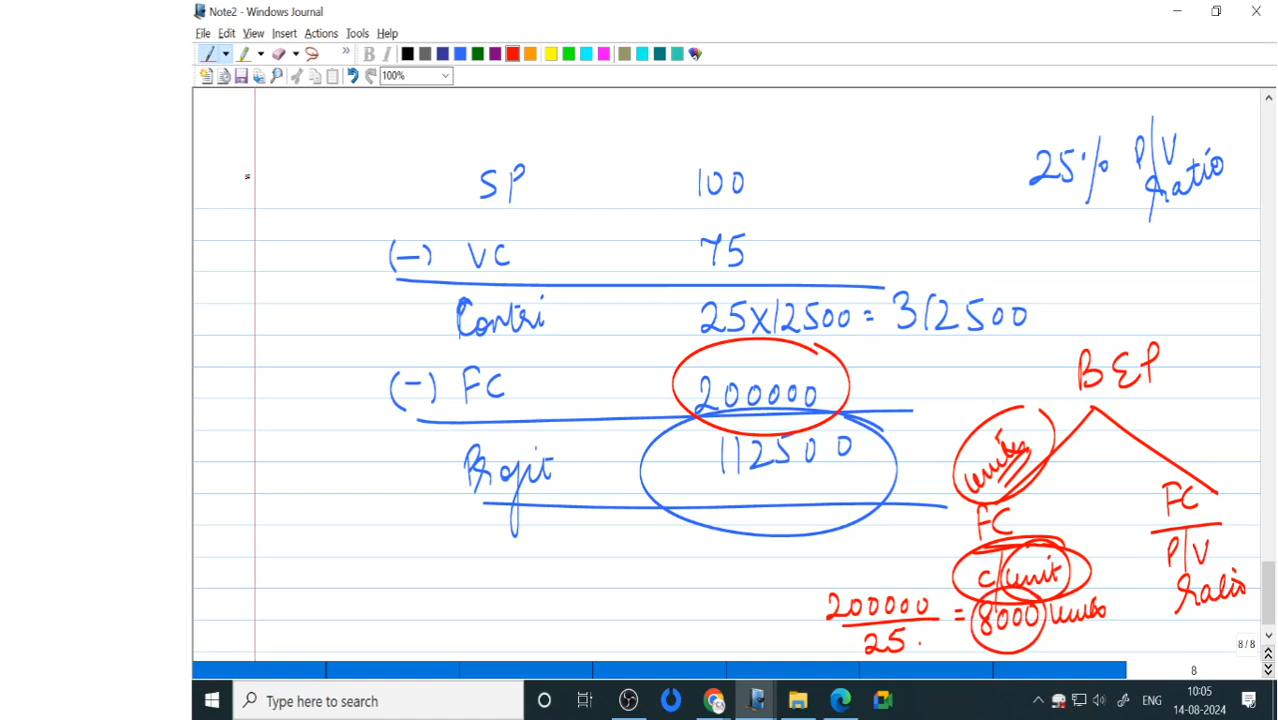 Note2 - Windows Journal
File Edit View Insert Actions Tools Help
» B I
100%
25% P/V Ratio
SP 100
(-) VC 75
Contri 25X12500 = 312500
(-) FC 200000
Profit 112500
BEP
units
FC
C/unit
FC
P/V
Ratio
200000
25
= 8000 units
8 / 8
8
Type here to search
ENG
10:05
14-08-2024